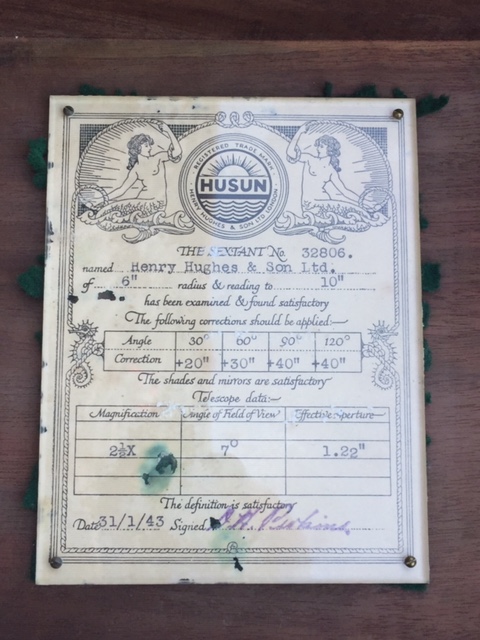 REGISTERED TRADE MARK
HUSUN
HENRY HUGHES & SON LTD LONDON
THE SEXTANT No. 32806.
named Henry Hughes & Son Ltd.
of 6" radius & reading to 10"
has been examined & found satisfactory
The following corrections should be applied:
Angle 30° 60° 90° 120°
Correction +20" +30" +40" +40"
The shades and mirrors are satisfactory
Telescope data:
Magnification Angle of Field of View Effective Aperture
2½X 7° 1.22"
The definition is satisfactory
Date 31/1/43 Signed